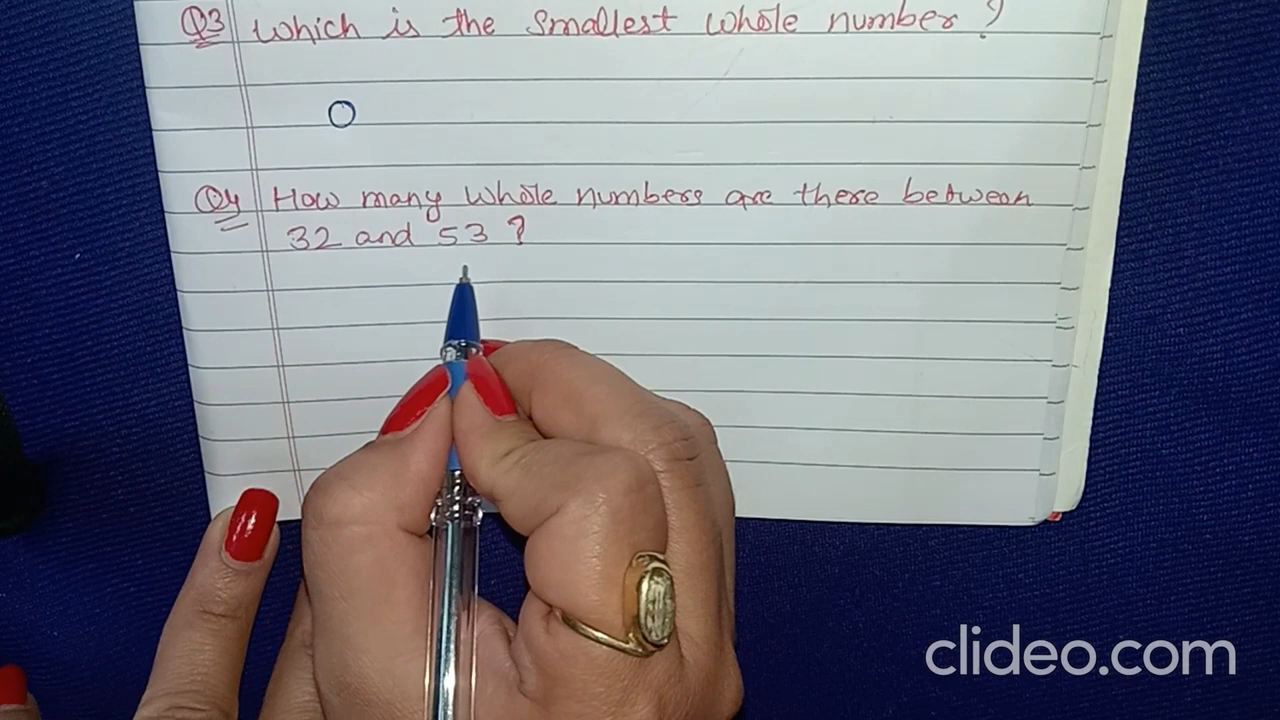 Q3 Which is the smallest whole number ?
0
Q4 How many whole numbers are there between
32 and 53 ?
clideo.com